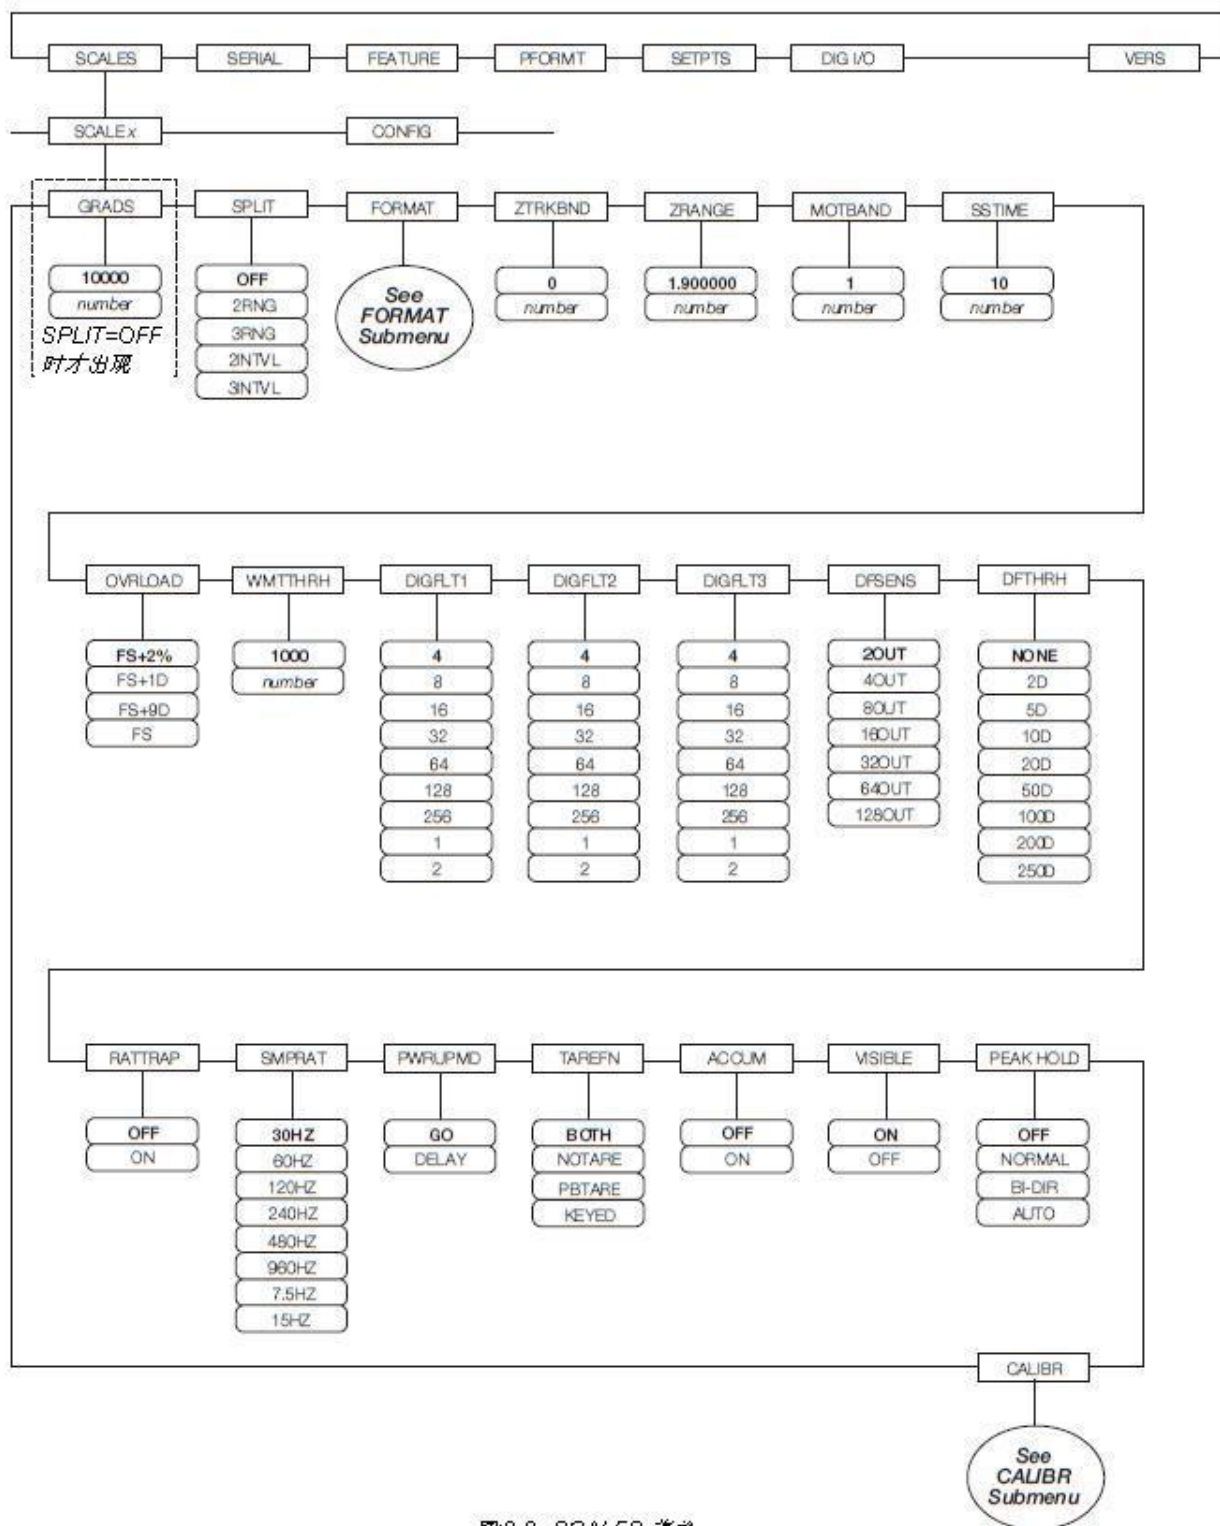 SCALES SERIAL FEATURE PFORMT SETPTS DIG I/O VERS
SCALEx CONFIG
GRADS SPLIT FORMAT ZTRKBND ZRANGE MOTBAND SSTIME
10000
number
SPLIT=OFF
时才出现
OFF
2RNG
3RNG
2INTVL
3INTVL
See
FORMAT
Submenu
0
number
1.900000
number
1
number
10
number
OVRLOAD WMTTHRH DIGFLT1 DIGFLT2 DIGFLT3 DFSENS DFTHRH
FS+2%
FS+1D
FS+9D
FS
1000
number
4
8
16
32
64
128
256
1
2
4
8
16
32
64
128
256
1
2
4
8
16
32
64
128
256
1
2
2OUT
4OUT
8OUT
16OUT
32OUT
64OUT
128OUT
NONE
2D
5D
10D
20D
50D
100D
200D
250D
RATTRAP SMPRAT PWRUPMD TAREFN ACCUM VISIBLE PEAK HOLD
OFF
ON
30HZ
60HZ
120HZ
240HZ
480HZ
960HZ
7.5HZ
15HZ
GO
DELAY
BOTH
NOTARE
PBTARE
KEYED
OFF
ON
ON
OFF
OFF
NORMAL
BI-DIR
AUTO
CALIBR
See
CALIBR
Submenu